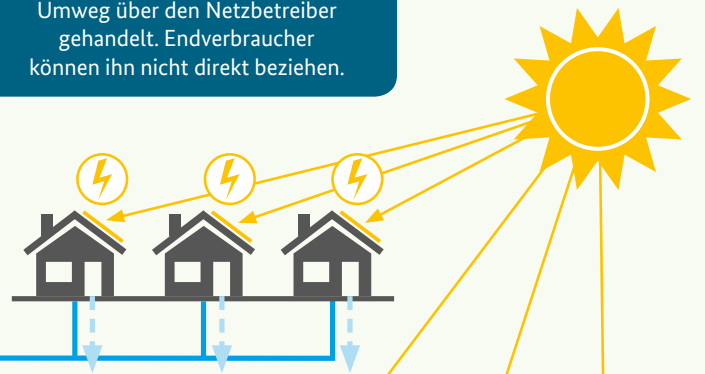 Umweg über den Netzbetreiber
gehandelt. Endverbraucher
können ihn nicht direkt beziehen.